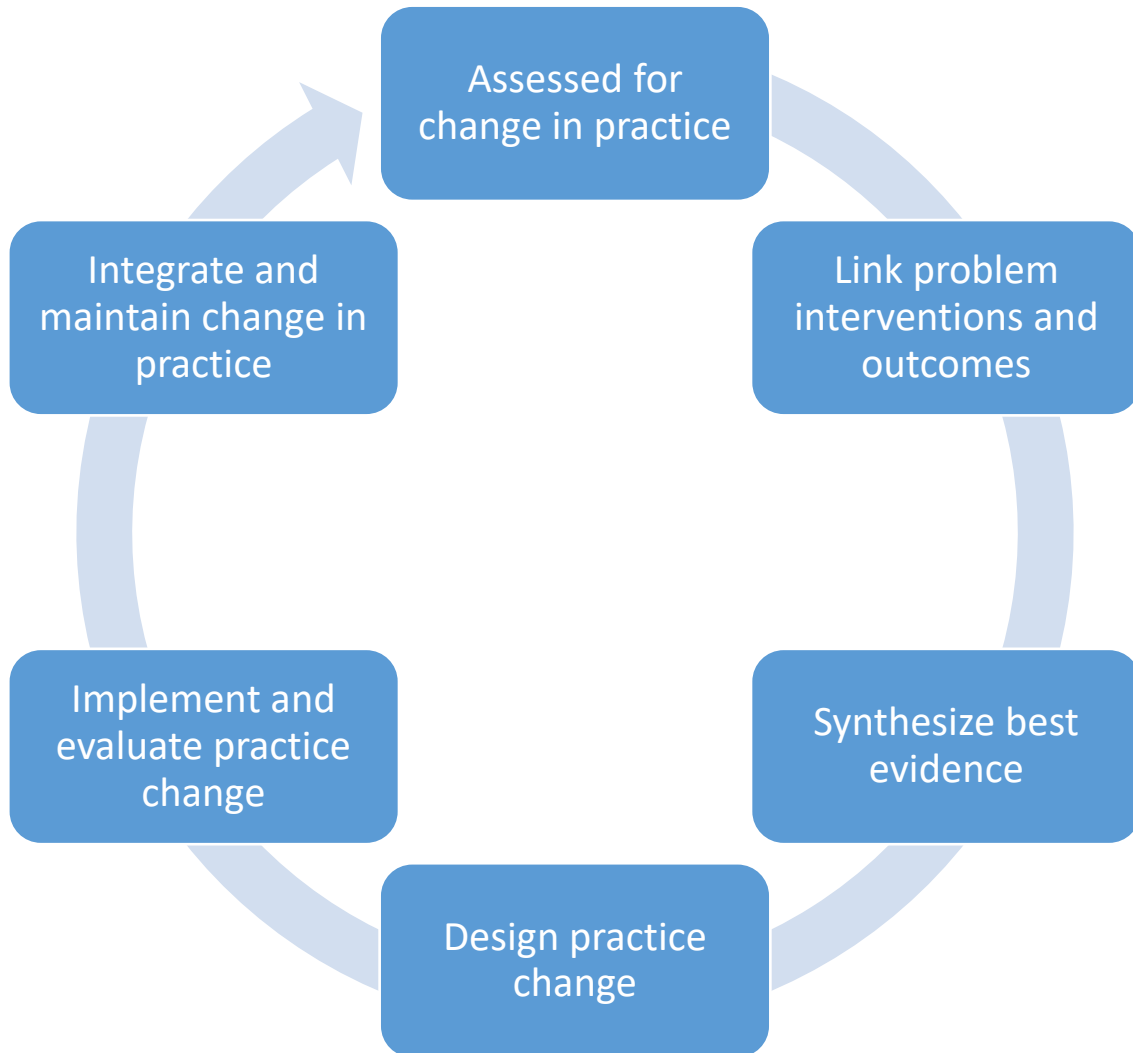 Assessed for
change in practice
Link problem
interventions and
outcomes
Synthesize best
evidence
Design practice
change
Implement and
evaluate practice
change
Integrate and
maintain change in
practice